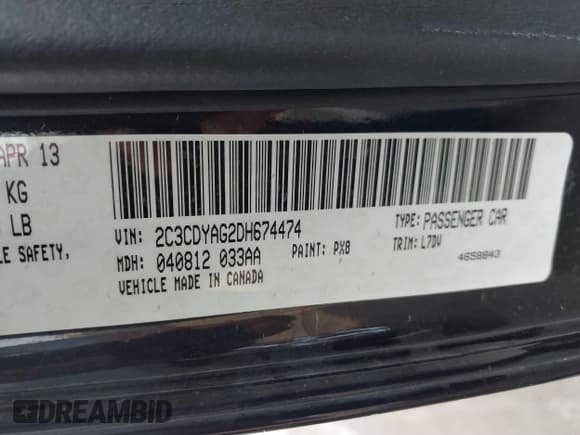 APR 13
KG
LB
LE SAFETY,
VIN: 2C3CDYAG2DH674474
TYPE: PASSENGER CAR
MDH: 040812 033AA
PAINT: PX8
TRIM: L7DV
VEHICLE MADE IN CANADA
4658843
DREAMBID